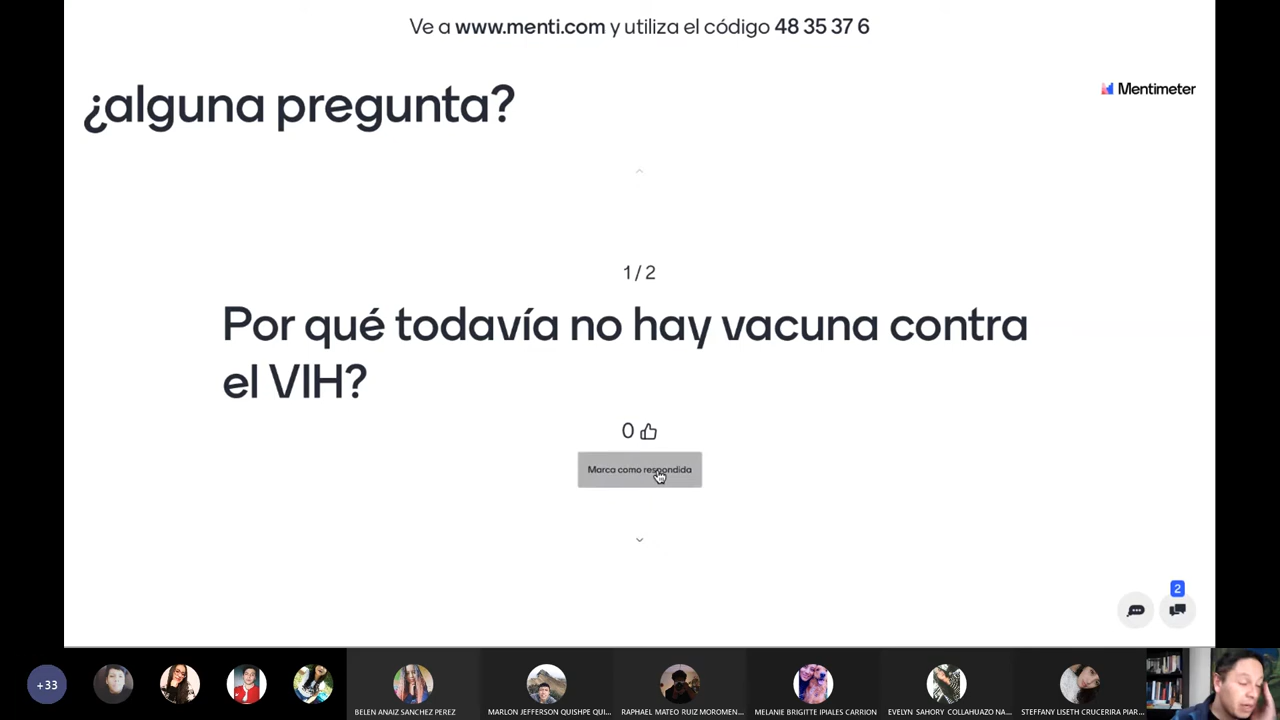 Ve a www.menti.com y utiliza el código 48 35 37 6
¿alguna pregunta?
Mentimeter
1 / 2
Por qué todavía no hay vacuna contra
el VIH?
0
Marca como respondida
2
+33
BELEN ANAIZ SANCHEZ PEREZ
MARLON JEFFERSON QUISHPE QUI...
RAPHAEL MATEO RUIZ MOROMEN...
MELANIE BRIGITTE IPIALES CARRION
EVELYN SAHORY COLLAHUAZO NA...
STEFFANY LISETH CRUCERIRA PIAR...